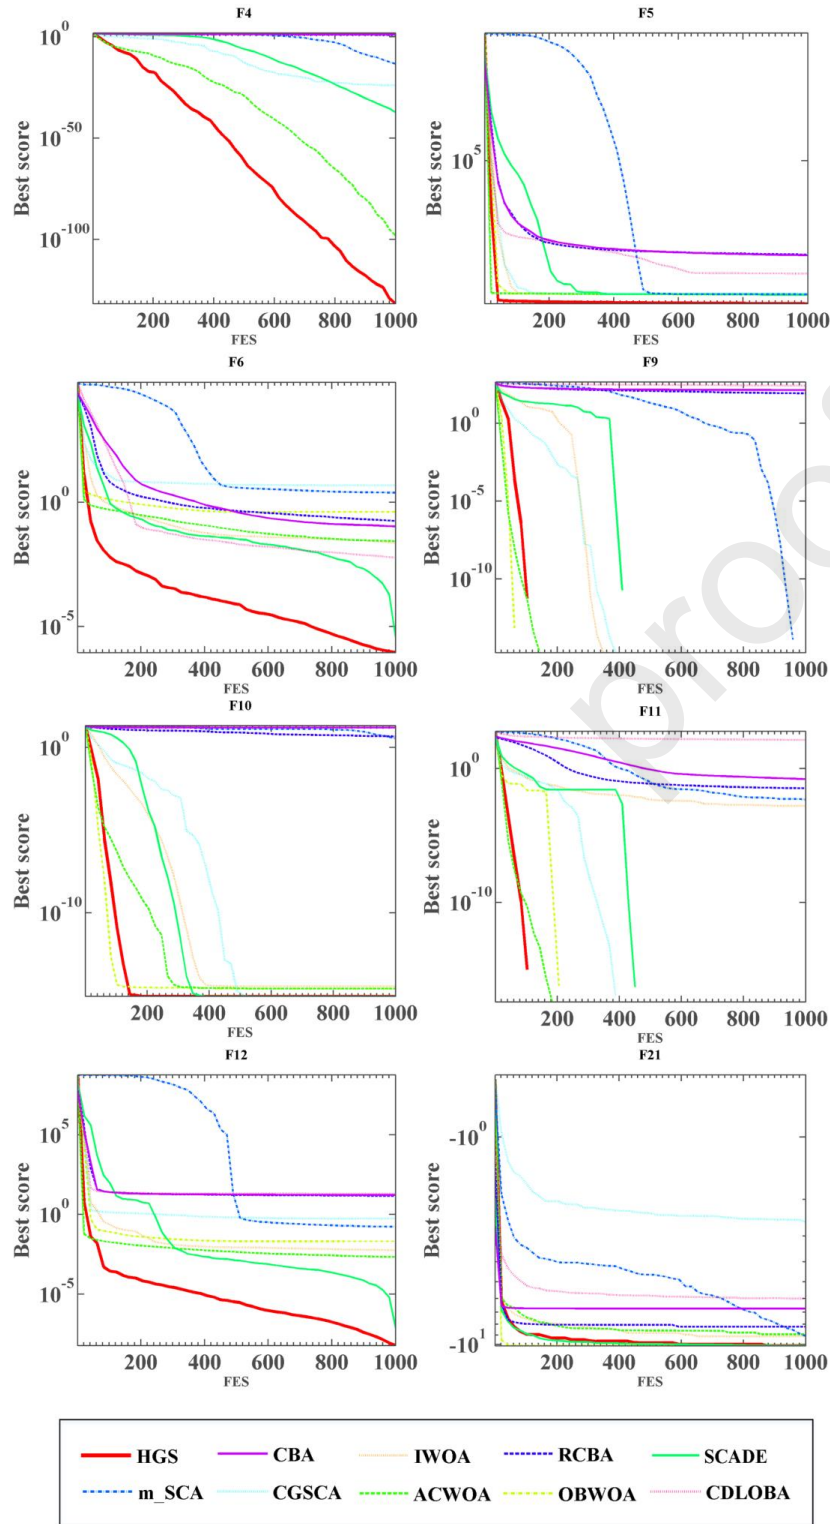 F4
F5
10^0
10^-50
10^-100
Best score
200 400 600 800 1000
FES
10^5
Best score
200 400 600 800 1000
FES
F6
F9
10^0
10^-5
Best score
200 400 600 800 1000
FES
10^0
10^-5
10^-10
Best score
200 400 600 800 1000
FES
F10
F11
10^0
10^-10
Best score
200 400 600 800 1000
FES
10^0
10^-10
Best score
200 400 600 800 1000
FES
F12
F21
10^5
10^0
10^-5
Best score
200 400 600 800 1000
FES
-10^0
-10^1
Best score
200 400 600 800 1000
FES
HGS CBA IWOA RCBA SCADE
m_SCA CGSCA ACWOA OBWOA CDLOBA